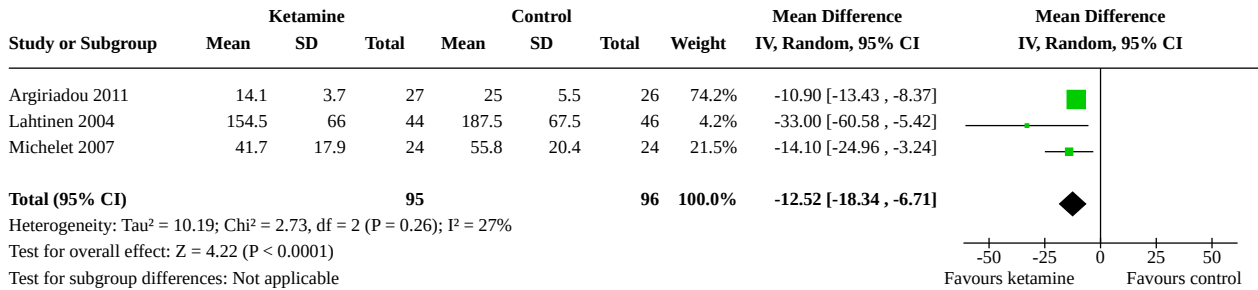 Ketamine Control Mean Difference Mean Difference
Study or Subgroup Mean SD Total Mean SD Total Weight IV, Random, 95% CI IV, Random, 95% CI
Argiriadou 2011 14.1 3.7 27 25 5.5 26 74.2% -10.90 [-13.43 , -8.37]
Lahtinen 2004 154.5 66 44 187.5 67.5 46 4.2% -33.00 [-60.58 , -5.42]
Michelet 2007 41.7 17.9 24 55.8 20.4 24 21.5% -14.10 [-24.96 , -3.24]
Total (95% CI) 95 96 100.0% -12.52 [-18.34 , -6.71]
Heterogeneity: Tau² = 10.19; Chi² = 2.73, df = 2 (P = 0.26); I² = 27%
Test for overall effect: Z = 4.22 (P < 0.0001)
-50 -25 0 25 50
Test for subgroup differences: Not applicable
Favours ketamine Favours control